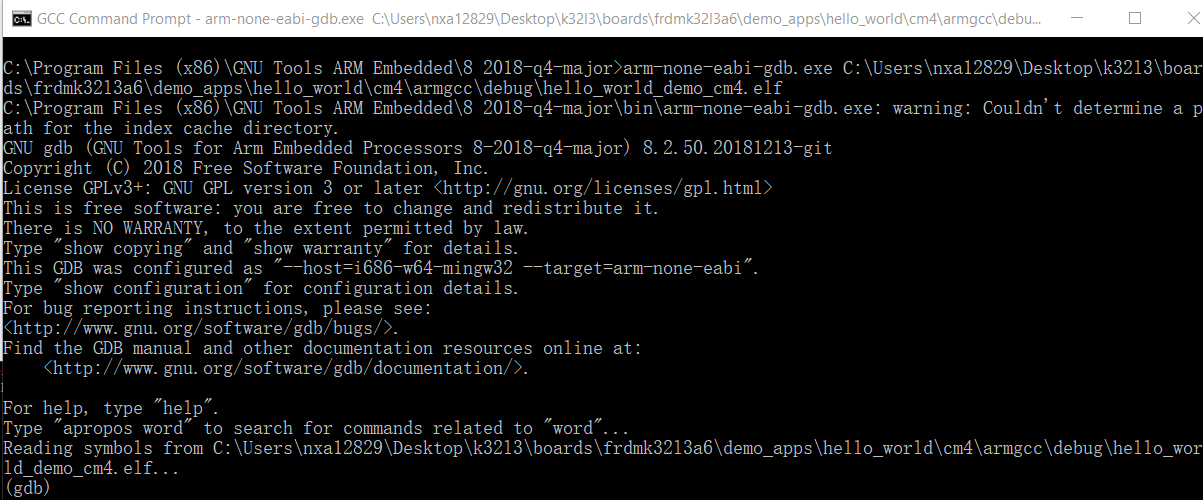 GCC Command Prompt - arm-none-eabi-gdb.exe C:\Users\nxa12829\Desktop\k32l3\boards\frdmk32l3a6\demo_apps\hello_world\cm4\armgcc\debu...
C:\Program Files (x86)\GNU Tools ARM Embedded\8 2018-q4-major>arm-none-eabi-gdb.exe C:\Users\nxa12829\Desktop\k32l3\boar
ds\frdmk32l3a6\demo_apps\hello_world\cm4\armgcc\debug\hello_world_demo_cm4.elf
C:\Program Files (x86)\GNU Tools ARM Embedded\8 2018-q4-major\bin\arm-none-eabi-gdb.exe: warning: Couldn't determine a p
ath for the index cache directory.
GNU gdb (GNU Tools for Arm Embedded Processors 8-2018-q4-major) 8.2.50.20181213-git
Copyright (C) 2018 Free Software Foundation, Inc.
License GPLv3+: GNU GPL version 3 or later <http://gnu.org/licenses/gpl.html>
This is free software: you are free to change and redistribute it.
There is NO WARRANTY, to the extent permitted by law.
Type "show copying" and "show warranty" for details.
This GDB was configured as "--host=i686-w64-mingw32 --target=arm-none-eabi".
Type "show configuration" for configuration details.
For bug reporting instructions, please see:
<http://www.gnu.org/software/gdb/bugs/>.
Find the GDB manual and other documentation resources online at:
    <http://www.gnu.org/software/gdb/documentation/>.
For help, type "help".
Type "apropos word" to search for commands related to "word"...
Reading symbols from C:\Users\nxa12829\Desktop\k32l3\boards\frdmk32l3a6\demo_apps\hello_world\cm4\armgcc\debug\hello_wor
ld_demo_cm4.elf...
(gdb)